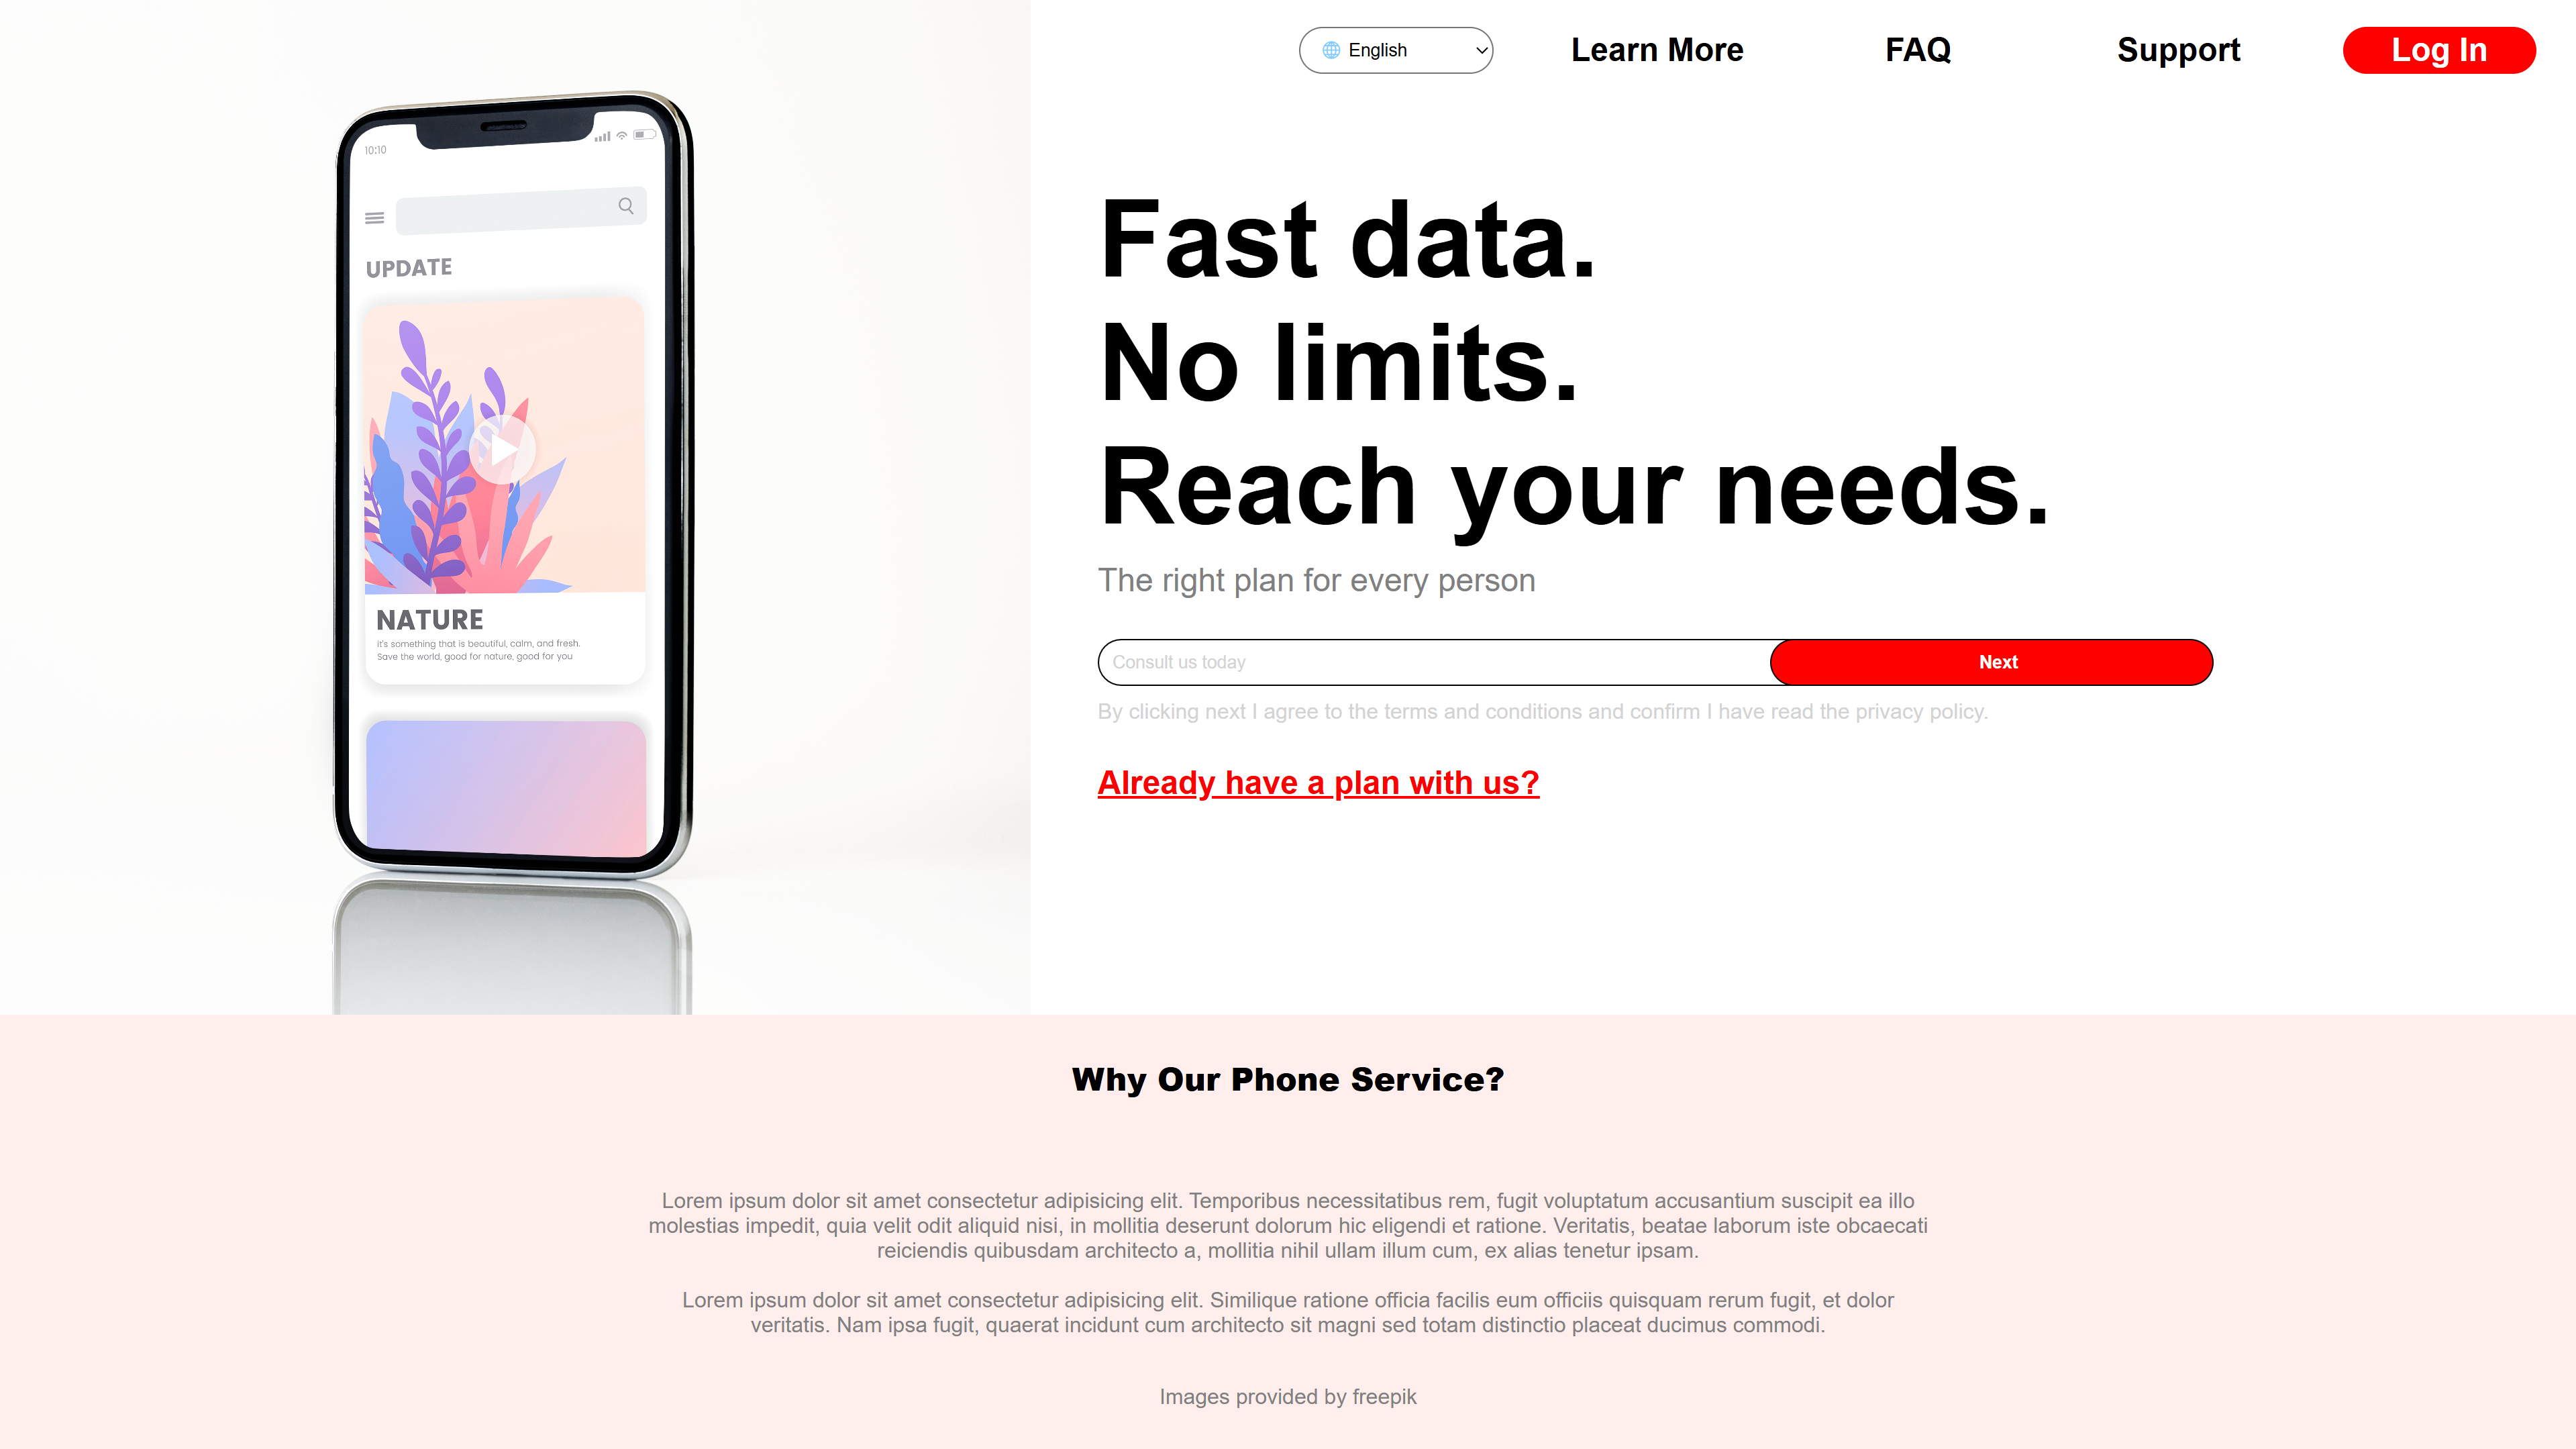 English
Learn More
FAQ
Support
Log In
10:10
UPDATE
NATURE
it's something that is beautiful, calm, and fresh.
Save the world, good for nature, good for you
Fast data.
No limits.
Reach your needs.
The right plan for every person
Consult us today
Next
By clicking next I agree to the terms and conditions and confirm I have read the privacy policy.
Already have a plan with us?
Why Our Phone Service?
Lorem ipsum dolor sit amet consectetur adipisicing elit. Temporibus necessitatibus rem, fugit voluptatum accusantium suscipit ea illo
molestias impedit, quia velit odit aliquid nisi, in mollitia deserunt dolorum hic eligendi et ratione. Veritatis, beatae laborum iste obcaecati
reiciendis quibusdam architecto a, mollitia nihil ullam illum cum, ex alias tenetur ipsam.
Lorem ipsum dolor sit amet consectetur adipisicing elit. Similique ratione officia facilis eum officiis quisquam rerum fugit, et dolor
veritatis. Nam ipsa fugit, quaerat incidunt cum architecto sit magni sed totam distinctio placeat ducimus commodi.
Images provided by freepik